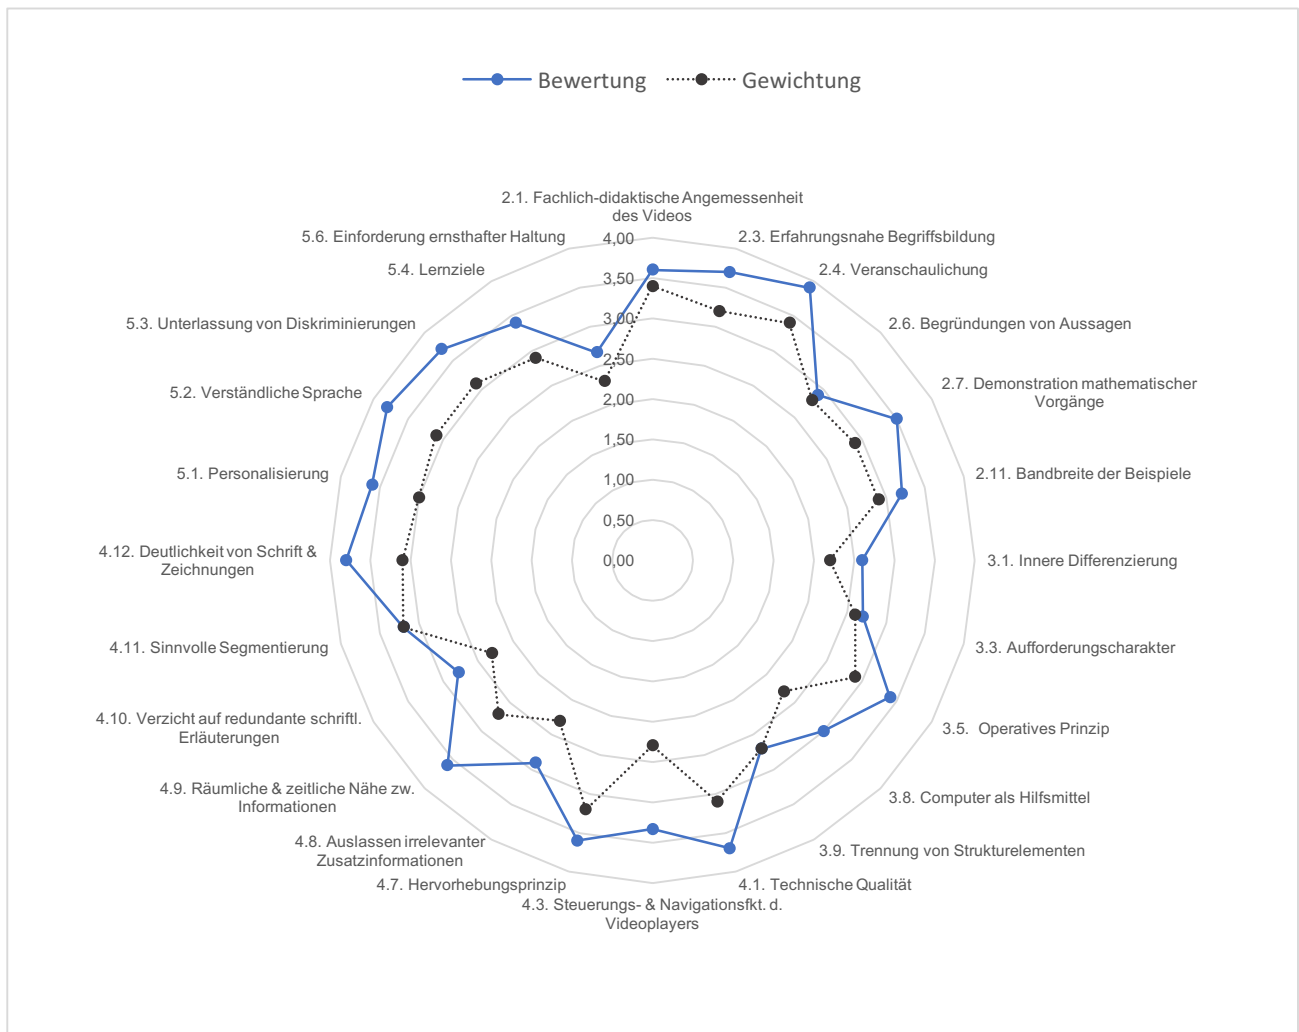 Bewertung
Gewichtung
2.1. Fachlich-didaktische Angemessenheit
des Videos
2.3. Erfahrungsnahe Begriffsbildung
2.4. Veranschaulichung
2.6. Begründungen von Aussagen
2.7. Demonstration mathematischer
Vorgänge
2.11. Bandbreite der Beispiele
3.1. Innere Differenzierung
3.3. Aufforderungscharakter
3.5. Operatives Prinzip
3.8. Computer als Hilfsmittel
3.9. Trennung von Strukturelementen
4.1. Technische Qualität
4.3. Steuerungs- & Navigationsfkt. d.
Videoplayers
4.7. Hervorhebungsprinzip
4.8. Auslassen irrelevanter
Zusatzinformationen
4.9. Räumliche & zeitliche Nähe zw.
Informationen
4.10. Verzicht auf redundante schriftl.
Erläuterungen
4.11. Sinnvolle Segmentierung
4.12. Deutlichkeit von Schrift &
Zeichnungen
5.1. Personalisierung
5.2. Verständliche Sprache
5.3. Unterlassung von Diskriminierungen
5.4. Lernziele
5.6. Einforderung ernsthafter Haltung
4,00
3,50
3,00
2,50
2,00
1,50
1,00
0,50
0,00